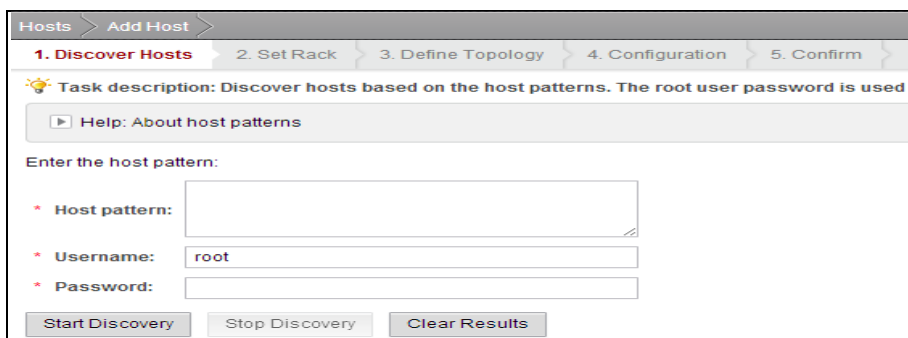 Hosts Add Host
1. Discover Hosts 2. Set Rack 3. Define Topology 4. Configuration 5. Confirm
Task description: Discover hosts based on the host patterns. The root user password is used
Help: About host patterns
Enter the host pattern:
* Host pattern:
* Username: root
* Password:
Start Discovery Stop Discovery Clear Results